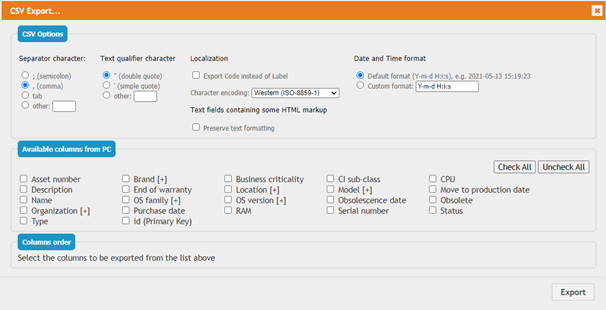 CSV Export...
CSV Options
Separator character:
; (semicolon)
, (comma)
tab
other:
Text qualifier character
" (double quote)
' (simple quote)
other:
Localization
Export Code instead of Label
Character encoding: Western (ISO-8859-1)
Text fields containing some HTML markup
Preserve text formatting
Date and Time format
Default format (Y-m-d H:i:s), e.g. 2021-05-13 15:19:23
Custom format: Y-m-d H:i:s
Available columns from PC
Check All Uncheck All
Asset number Brand [+] Business criticality CI sub-class CPU
Description End of warranty Location [+] Model [+] Move to production date
Name OS family [+] OS version [+] Obsolescence date Obsolete
Organization [+] Purchase date RAM Serial number Status
Type id (Primary Key)
Columns order
Select the columns to be exported from the list above
Export